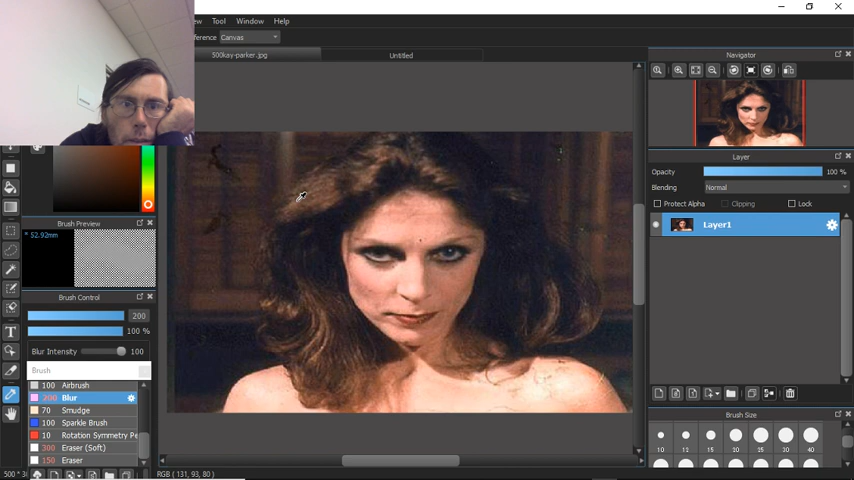 Tool Window Help
Canvas
500kay-parker.jpg Untitled
Navigator
Layer
Opacity 100 %
Blending Normal
Protect Alpha Clipping Lock
Layer1
Brush Preview
* 52.92mm
Brush Control
200
100 %
Blur Intensity 100
Brush
100 Airbrush
200 Blur
70 Smudge
100 Sparkle Brush
10 Rotation Symmetry Pe
300 Eraser (Soft)
150 Eraser
Brush Size
10 12 15 20 25 30 40
RGB ( 131, 93, 80 )